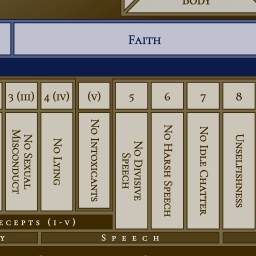 BODY
FAITH
3 (III)
4 (IV)
(V)
5
6
7
8
NO SEXUAL
MISCONDUCT
NO LYING
NO INTOXICANTS
NO DIVISIVE
SPEECH
NO HARSH SPEECH
NO IDLE CHATTER
UNSELFISHNESS
(I-V)
SPEECH